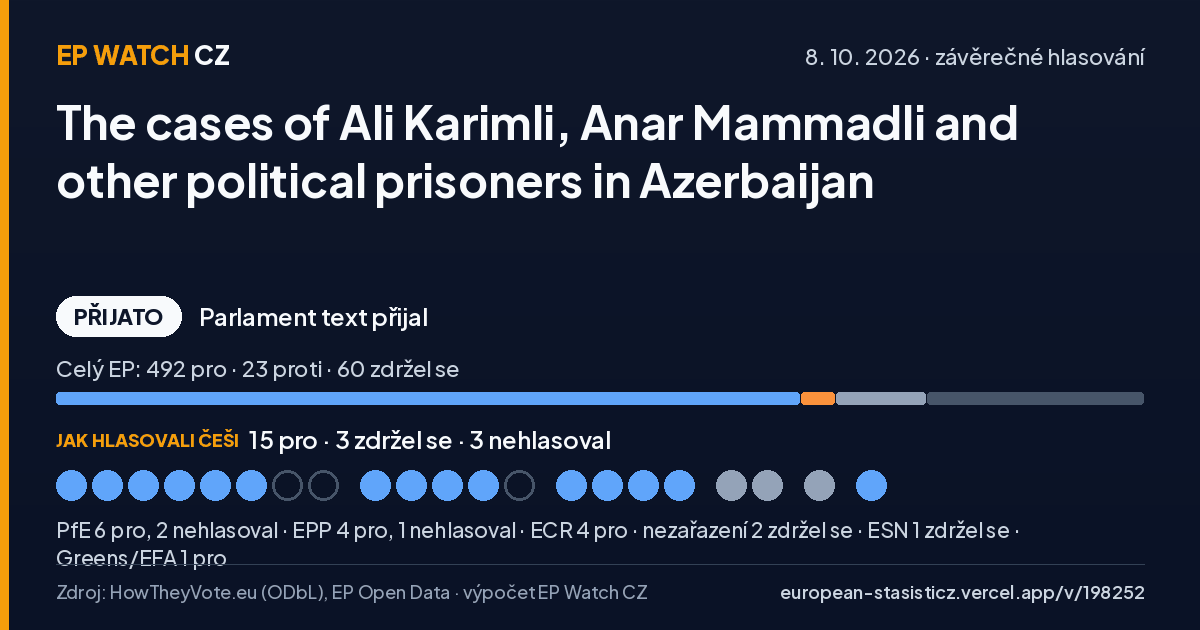 EP WATCH CZ
8. 10. 2026 · závěrečné hlasování
The cases of Ali Karimli, Anar Mammadli and
other political prisoners in Azerbaijan
PŘIJATO Parlament text přijal
Celý EP: 492 pro · 23 proti · 60 zdržel se
JAK HLASOVALI ČEŠI 15 pro · 3 zdržel se · 3 nehlasoval
PfE 6 pro, 2 nehlasoval · EPP 4 pro, 1 nehlasoval · ECR 4 pro · nezařazení 2 zdržel se · ESN 1 zdržel se ·
Greens/EFA 1 pro
Zdroj: HowTheyVote.eu (ODbL), EP Open Data · výpočet EP Watch CZ
european-stasisticz.vercel.app/v/198252